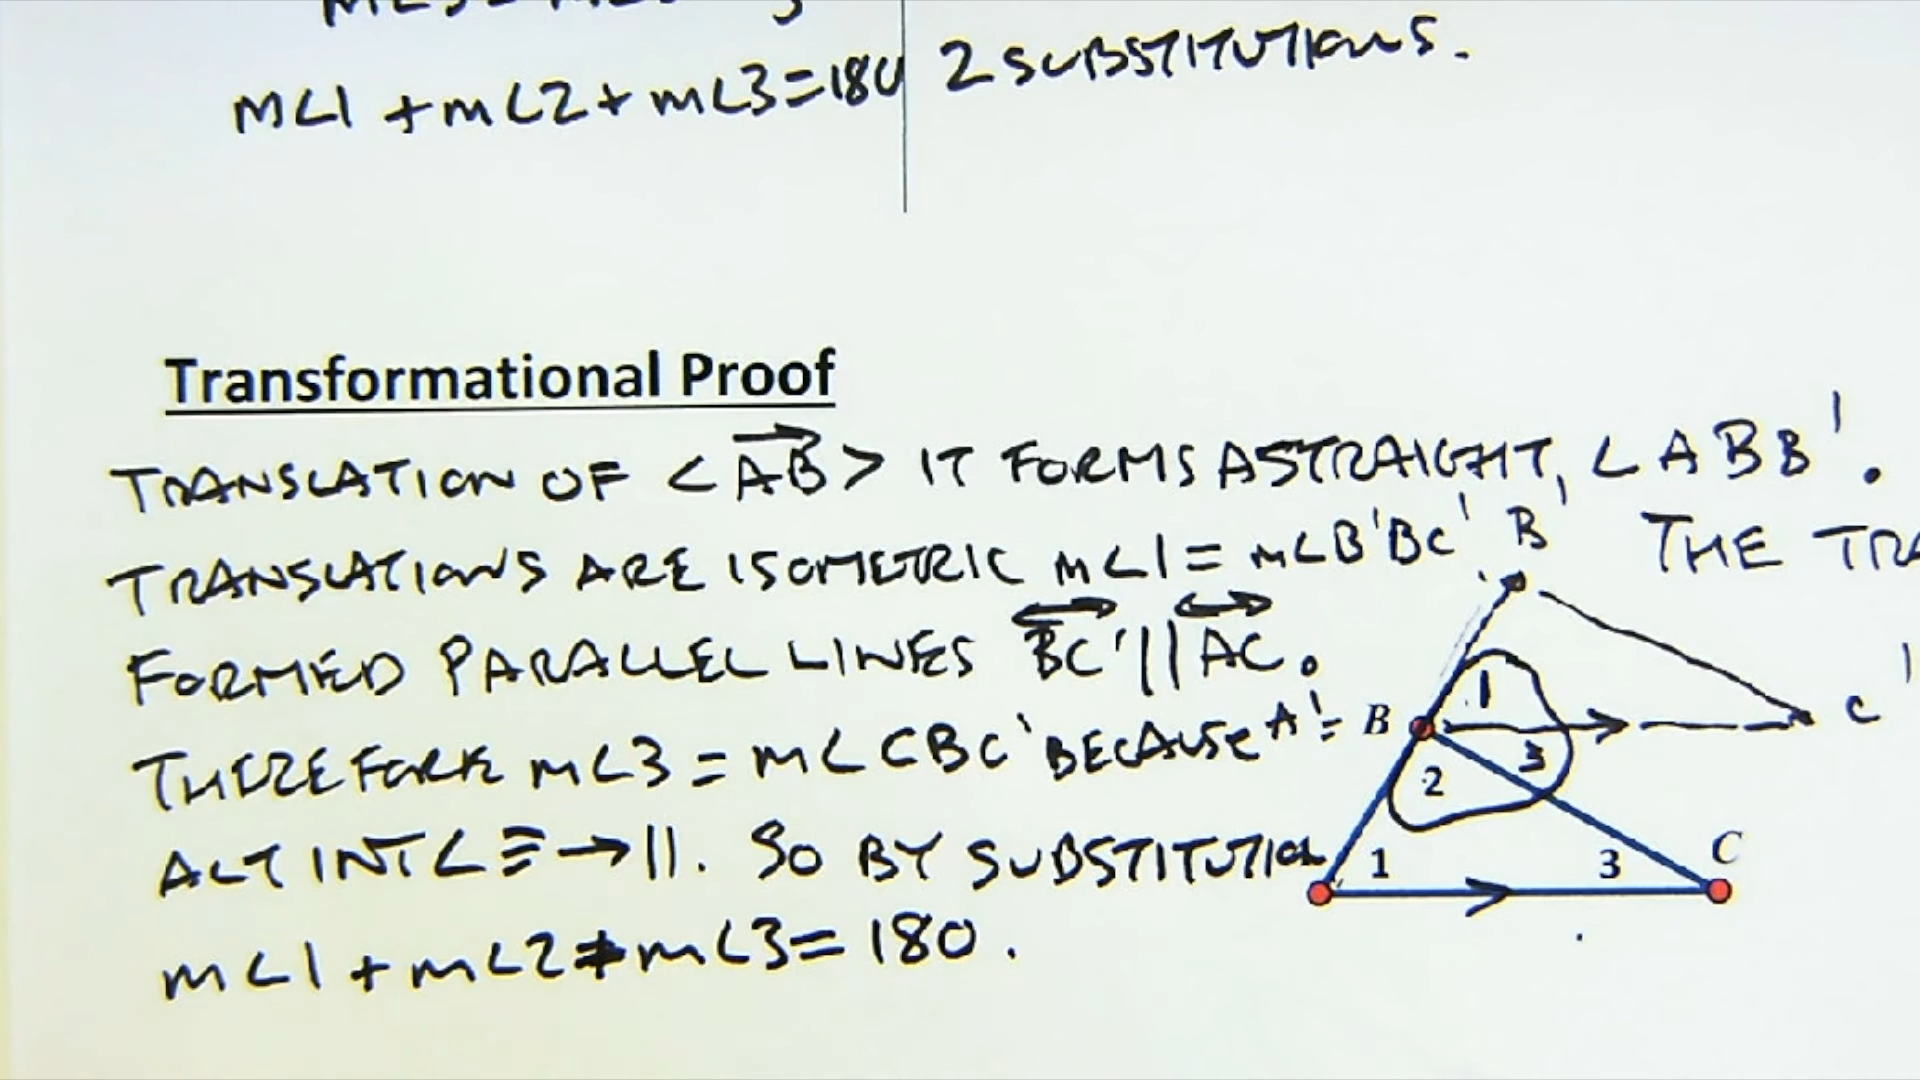 m∠1 + m∠2 + m∠3 = 180 2 SUBSTITUTIONS.
Transformational Proof
TRANSLATION OF <AB> IT FORMS A STRAIGHT, ∠ABB'.
TRANSLATIONS ARE ISOMETRIC m∠1 = m∠B'BC' THE TRA
B'
FORMED PARALLEL LINES BC' || AC.
THEREFORE m∠3 = m∠CBC' BECAUSE A'=
ALT INT ∠ ≅ → ||. SO BY SUBSTITUTION
m∠1 + m∠2 + m∠3 = 180.
1
B
C'
2
3
1
3
C